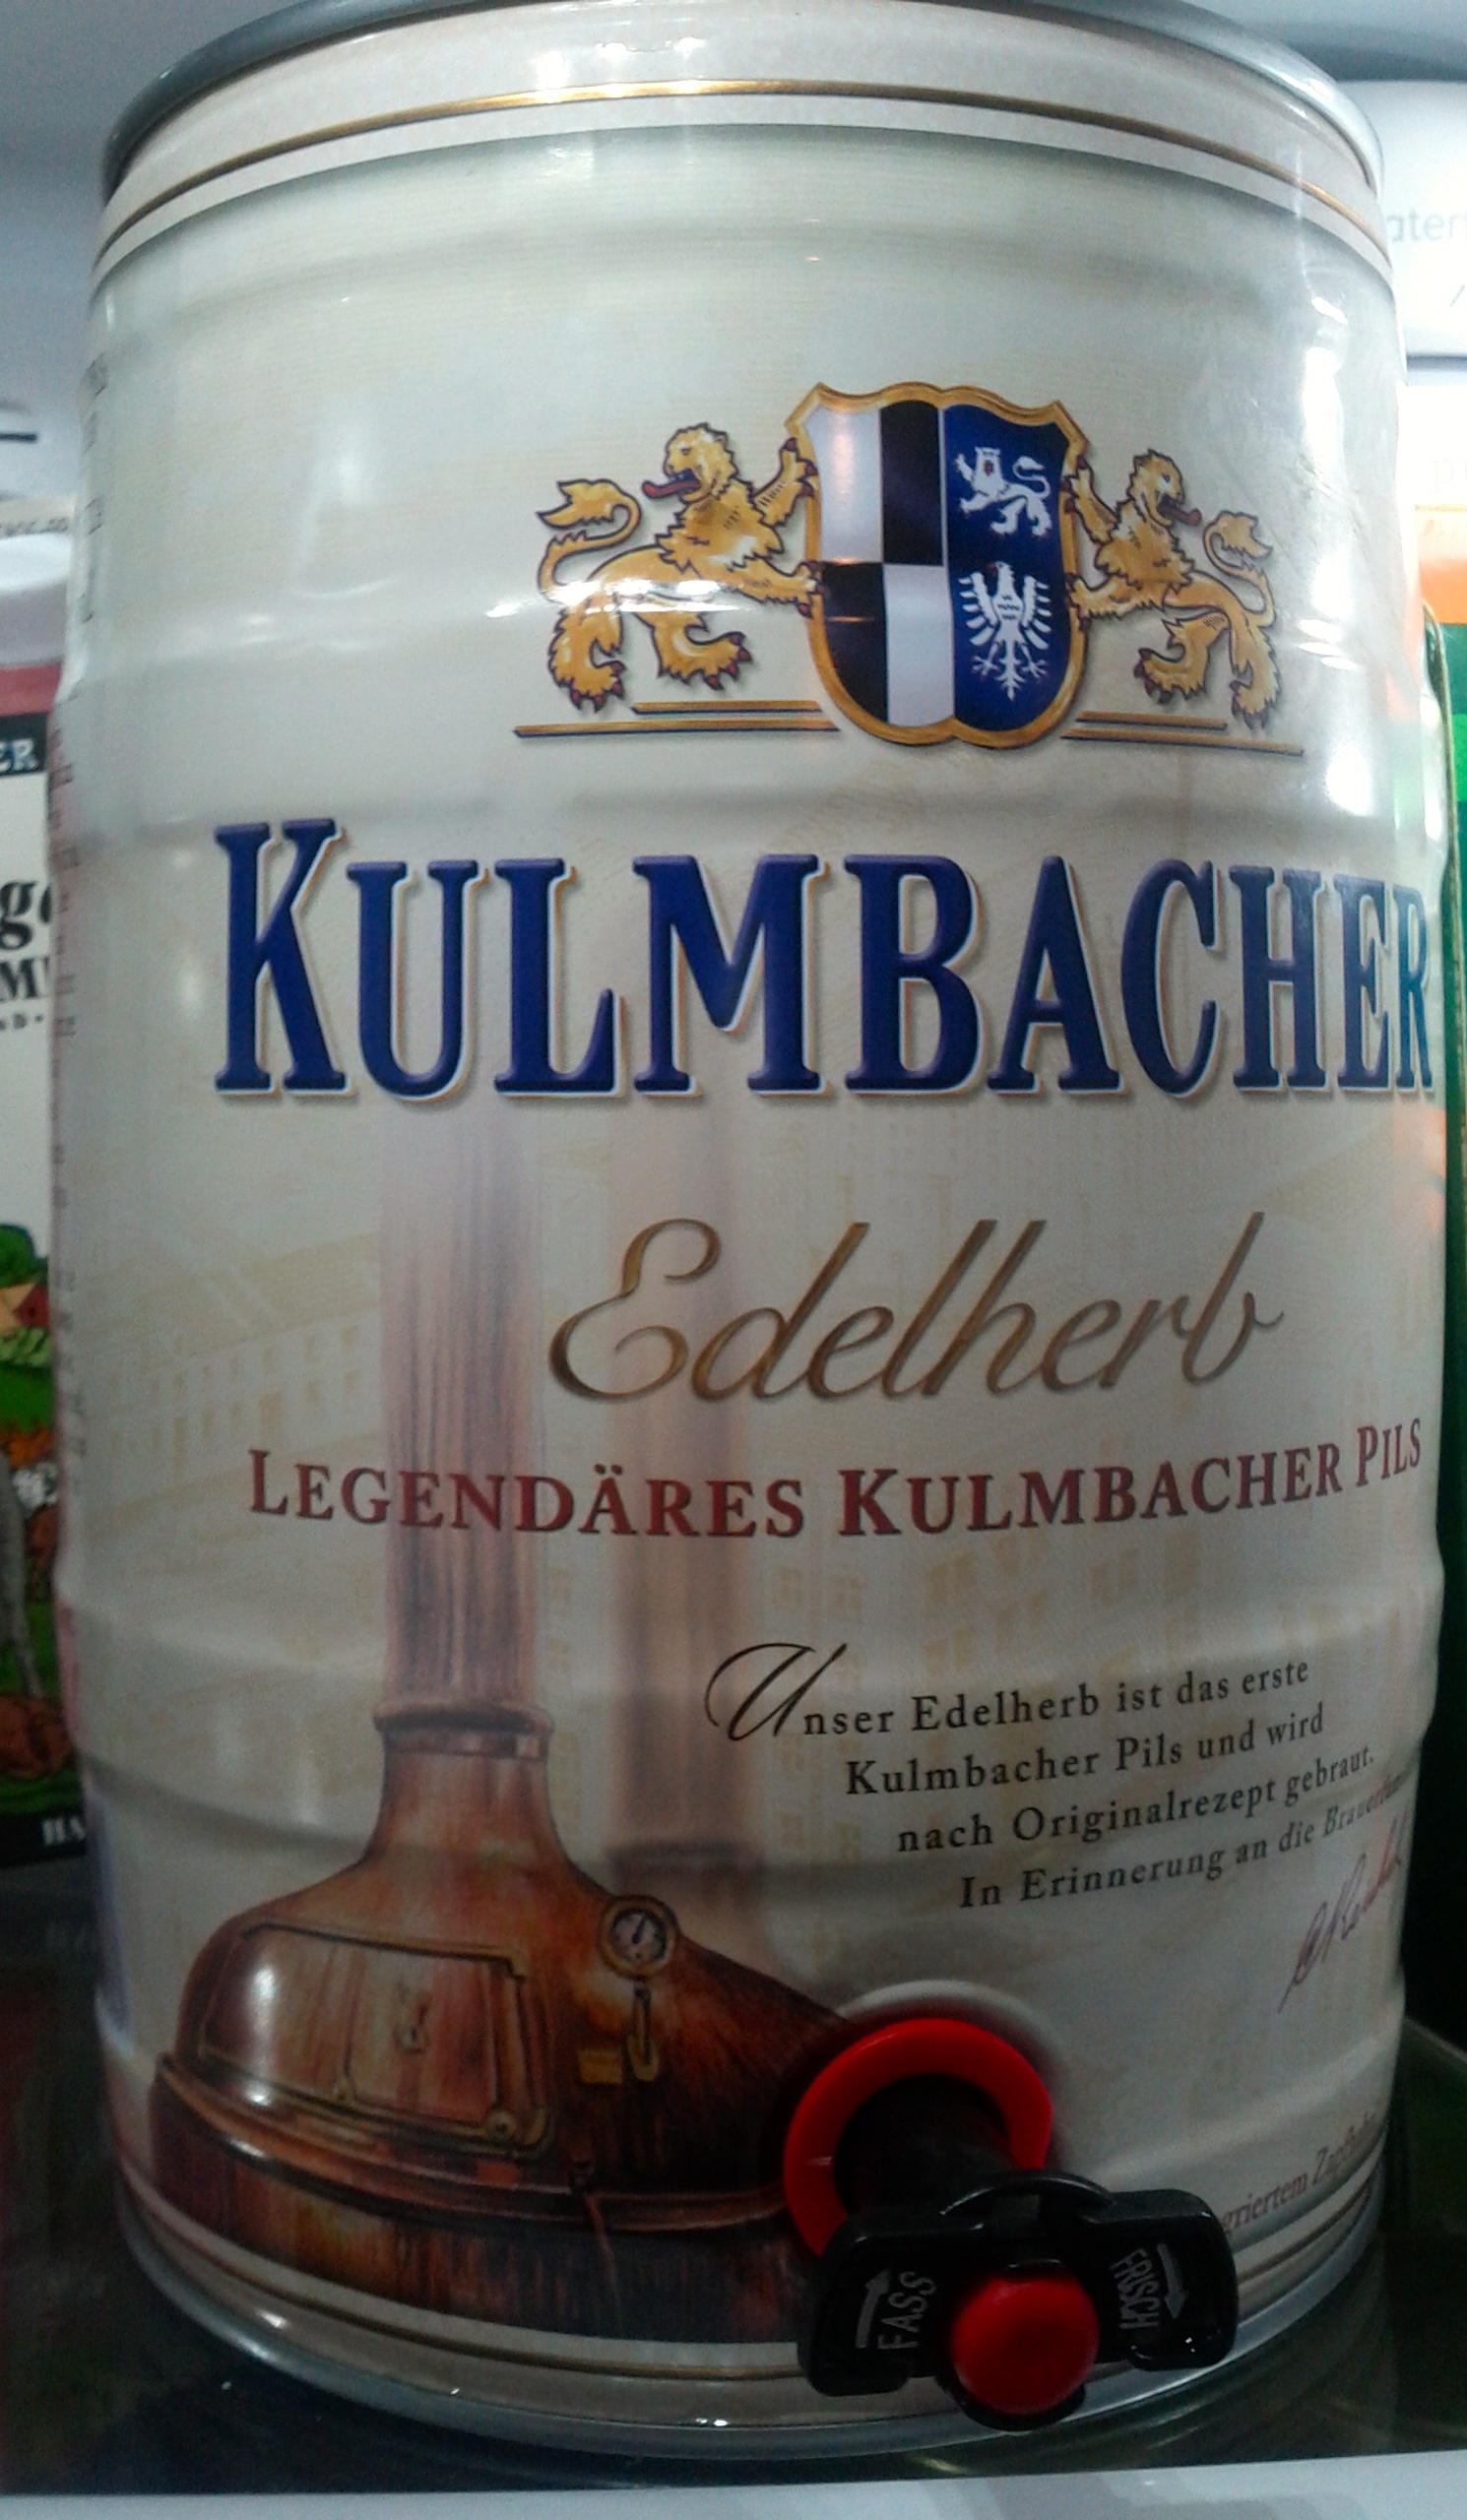 KULMBACHER
Edelherb
LEGENDÄRES KULMBACHER PILS
Unser Edelherb ist das erste
Kulmbacher Pils und wird
nach Originalrezept gebraut.
In Erinnerung an die
FASS
FRISCH